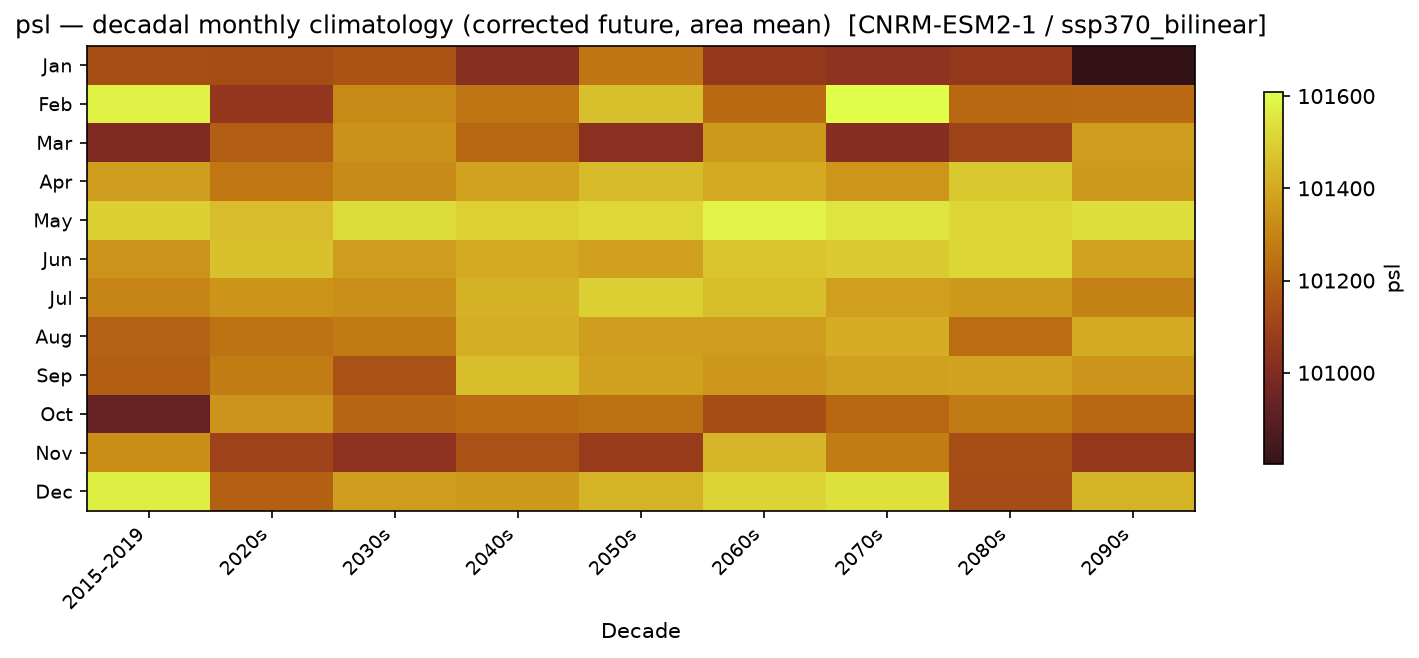 psl — decadal monthly climatology (corrected future, area mean)  [CNRM-ESM2-1 / ssp370_bilinear]
Jan
Feb
Mar
Apr
May
Jun
Jul
Aug
Sep
Oct
Nov
Dec
2015–2019
2020s
2030s
2040s
2050s
2060s
2070s
2080s
2090s
Decade
101600
101400
101200
101000
psl